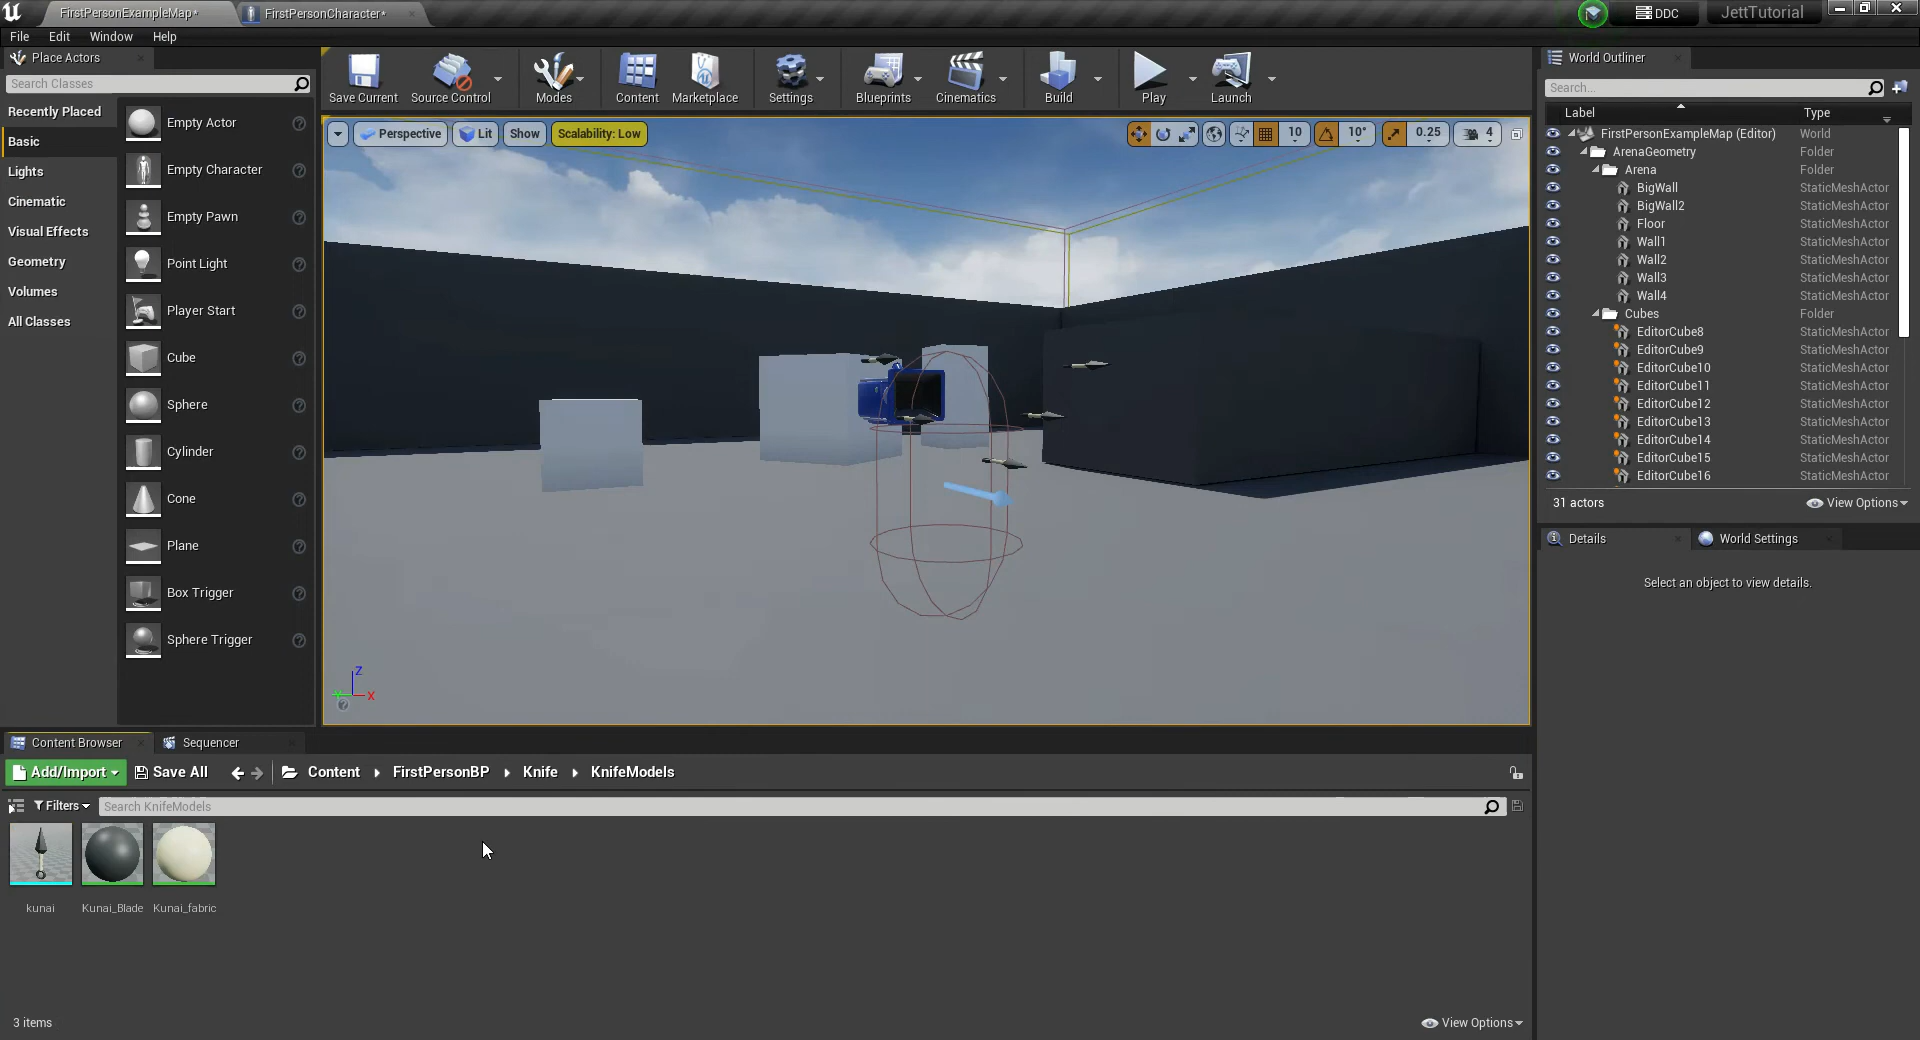 FirstPersonExampleMap*
FirstPersonCharacter*
DDC
JettTutorial
File Edit Window Help
Place Actors
Search Classes
Recently Placed
Basic
Lights
Cinematic
Visual Effects
Geometry
Volumes
All Classes
Empty Actor
Empty Character
Empty Pawn
Point Light
Player Start
Cube
Sphere
Cylinder
Cone
Plane
Box Trigger
Sphere Trigger
Save Current Source Control Modes Content Marketplace Settings Blueprints Cinematics Build Play Launch
Perspective Lit Show Scalability: Low
10 10° 0.25 4
Z
Y X
World Outliner
Search...
Label Type
FirstPersonExampleMap (Editor) World
ArenaGeometry Folder
Arena Folder
BigWall StaticMeshActor
BigWall2 StaticMeshActor
Floor StaticMeshActor
Wall1 StaticMeshActor
Wall2 StaticMeshActor
Wall3 StaticMeshActor
Wall4 StaticMeshActor
Cubes Folder
EditorCube8 StaticMeshActor
EditorCube9 StaticMeshActor
EditorCube10 StaticMeshActor
EditorCube11 StaticMeshActor
EditorCube12 StaticMeshActor
EditorCube13 StaticMeshActor
EditorCube14 StaticMeshActor
EditorCube15 StaticMeshActor
EditorCube16 StaticMeshActor
31 actors View Options
Details World Settings
Select an object to view details.
Content Browser Sequencer
Add/Import Save All Content FirstPersonBP Knife KnifeModels
Filters Search KnifeModels
kunai Kunai_Blade Kunai_fabric
3 items View Options